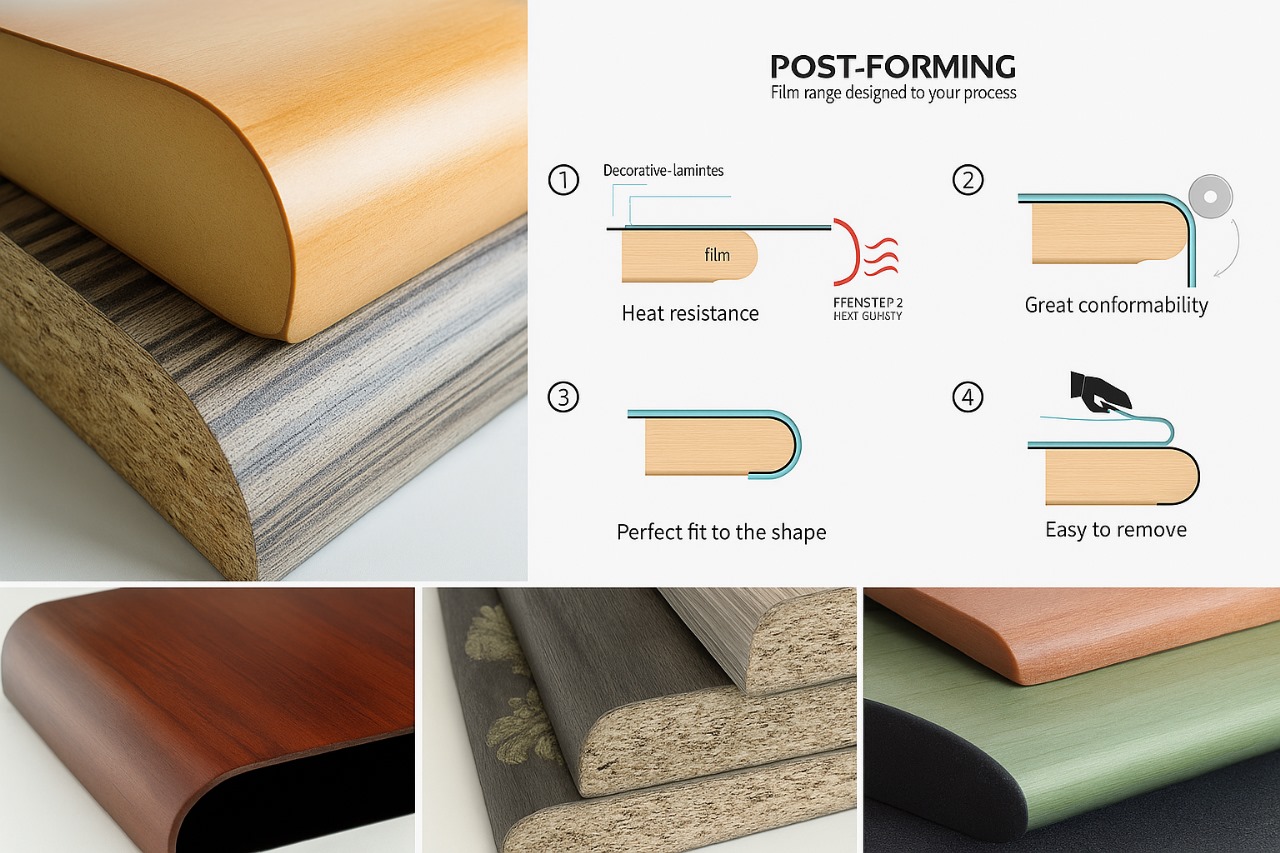 POST-FORMING
Film range designed to your process
1
Decorative-lamintes
film
FFENSTEP 2
HEXT GUHSTY
Heat resistance
2
Great conformability
3
Perfect fit to the shape
4
Easy to remove